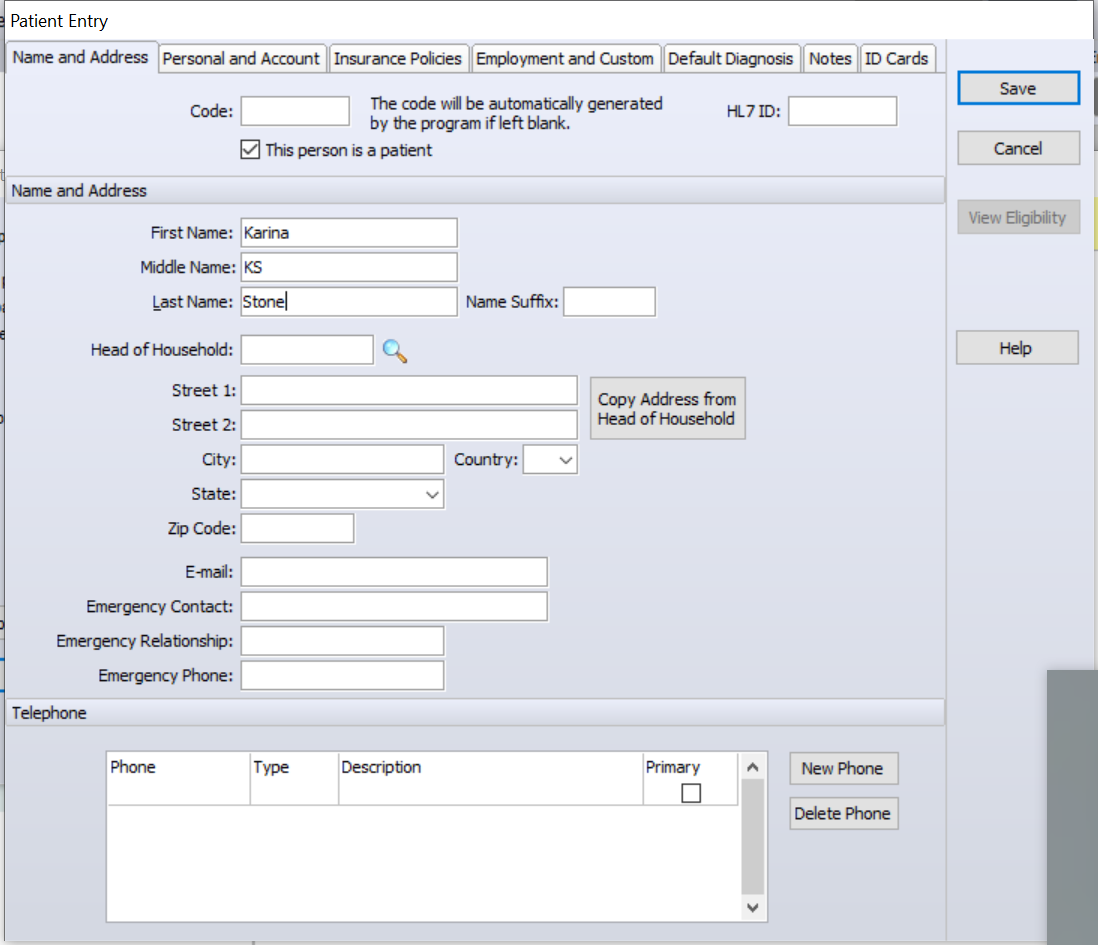 Patient Entry
Name and Address Personal and Account Insurance Policies Employment and Custom Default Diagnosis Notes ID Cards
Save
Code: The code will be automatically generated by the program if left blank. HL7 ID:
This person is a patient
Cancel
Name and Address
View Eligibility
First Name: Karina
Middle Name: KS
Last Name: Stone Name Suffix:
Head of Household:
Help
Street 1:
Copy Address from
Head of Household
Street 2:
City: Country:
State:
Zip Code:
E-mail:
Emergency Contact:
Emergency Relationship:
Emergency Phone:
Telephone
Phone Type Description Primary
New Phone
Delete Phone